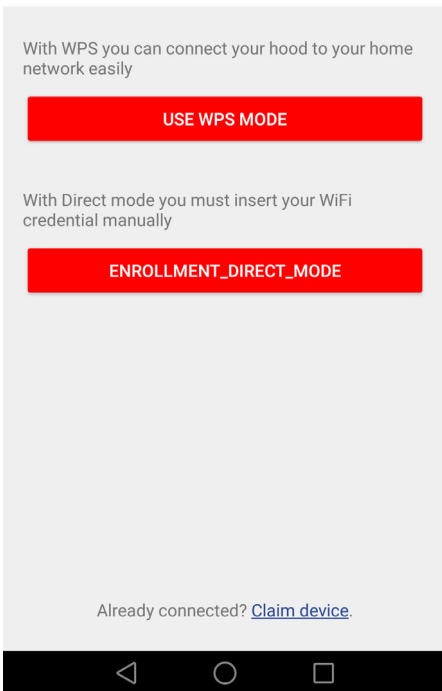 With WPS you can connect your hood to your home
network easily
USE WPS MODE
With Direct mode you must insert your WiFi
credential manually
ENROLLMENT_DIRECT_MODE
Already connected? Claim device.